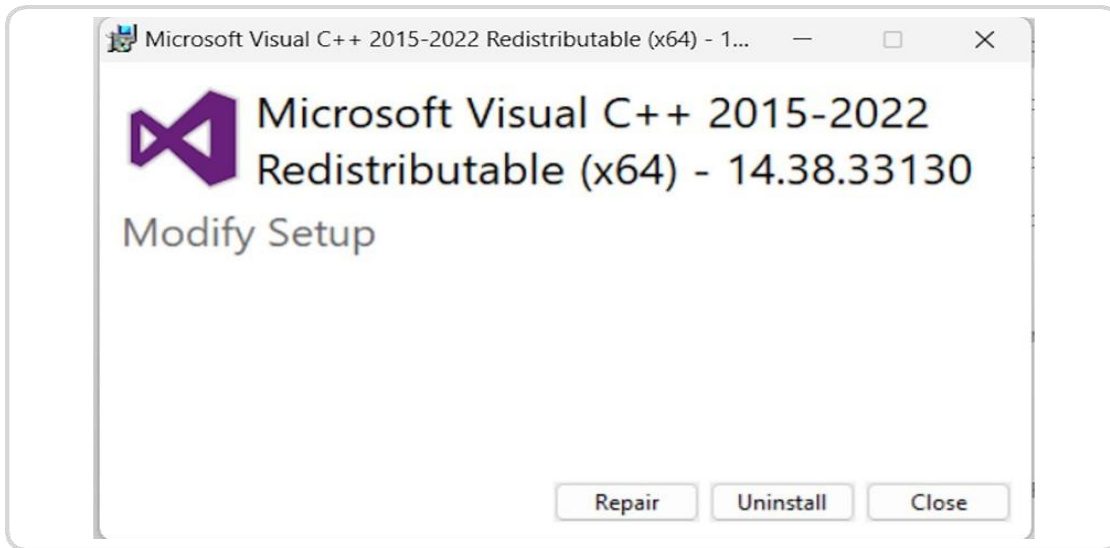 Microsoft Visual C++ 2015-2022 Redistributable (x64) - 1...
Microsoft Visual C++ 2015-2022
Redistributable (x64) - 14.38.33130
Modify Setup
Repair Uninstall Close